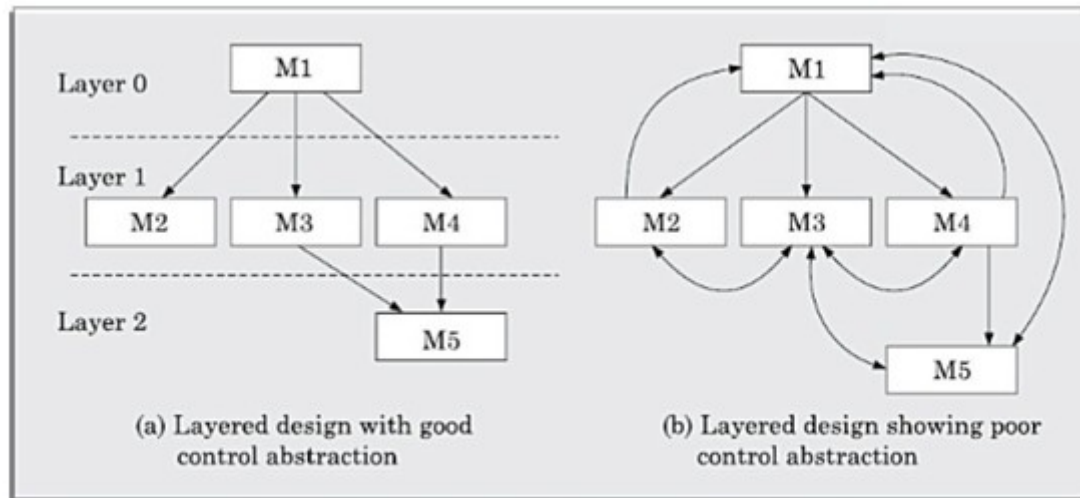 Layer 0
M1
Layer 1
M2
M3
M4
Layer 2
M5
(a) Layered design with good
control abstraction
M1
M2
M3
M4
M5
(b) Layered design showing poor
control abstraction